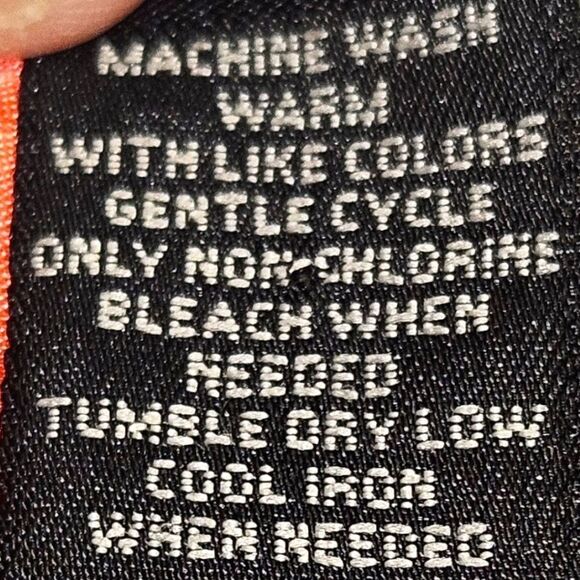 MACHINE WASH
WARM
WITH LIKE COLORS
GENTLE CYCLE
ONLY NON-CHLORINE
BLEACH WHEN
NEEDED
TUMBLE DRY LOW
COOL IRON
WHEN NEEDED